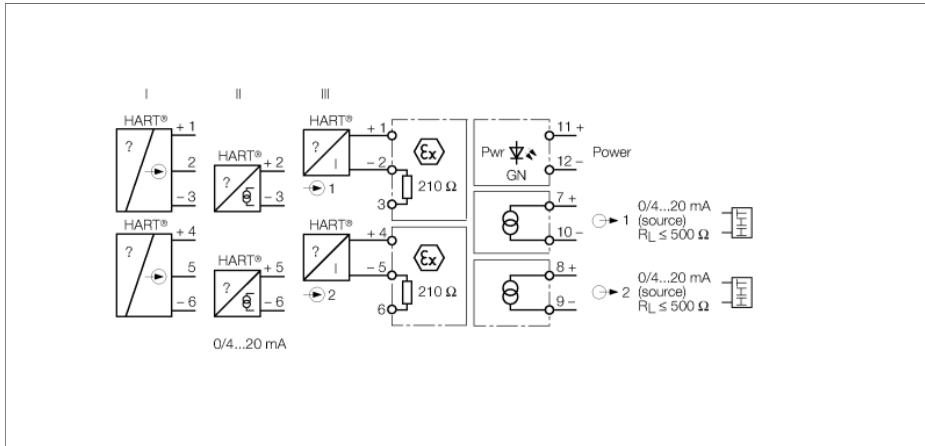 I II III
HART®
? + 1
2
− 3
HART®
? + 2
− 3
HART®
? I + 1
− 2
1
Ex
210 Ω
3
Pwr GN
11 +
12 −
Power
7 +
10 −
1
0/4...20 mA
(source)
RL ≤ 500 Ω
HART®
? + 4
5
− 6
HART®
? + 5
− 6
0/4...20 mA
HART®
? I + 4
− 5
2
Ex
210 Ω
6
8 +
9 −
2
0/4...20 mA
(source)
RL ≤ 500 Ω